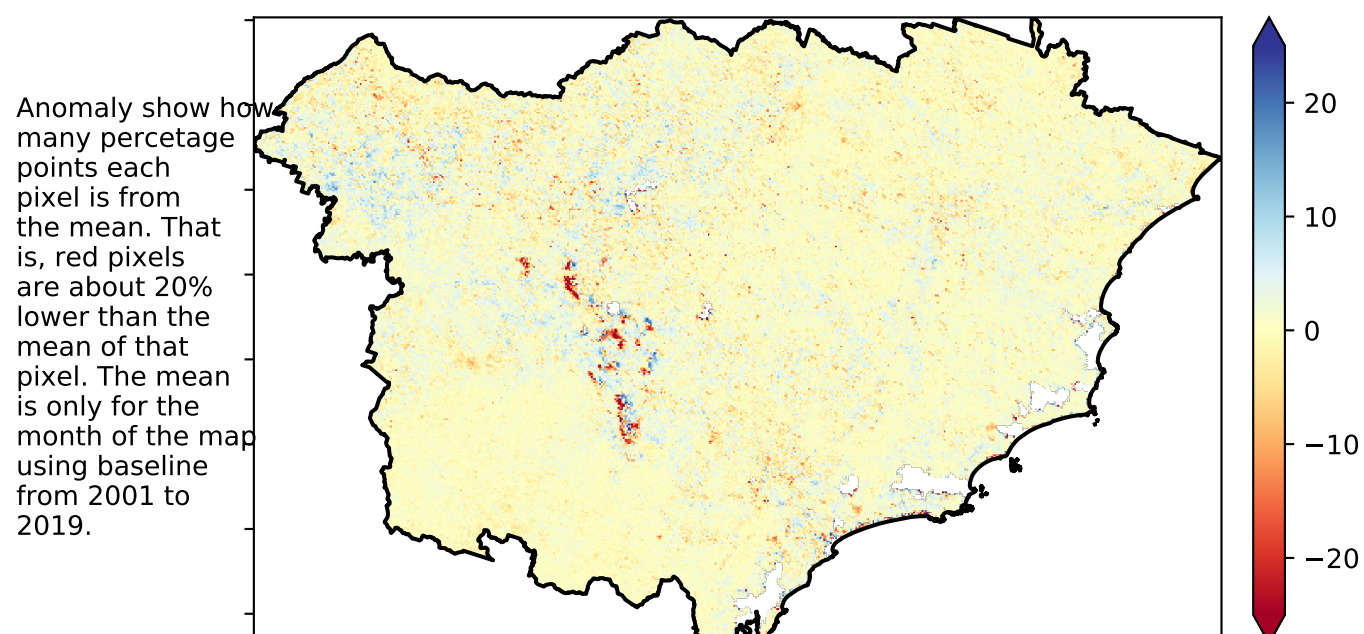 Anomaly show how
many percetage
points each
pixel is from
the mean. That
is, red pixels
are about 20%
lower than the
mean of that
pixel. The mean
is only for the
month of the map
using baseline
from 2001 to
2019.
20
10
0
−10
−20